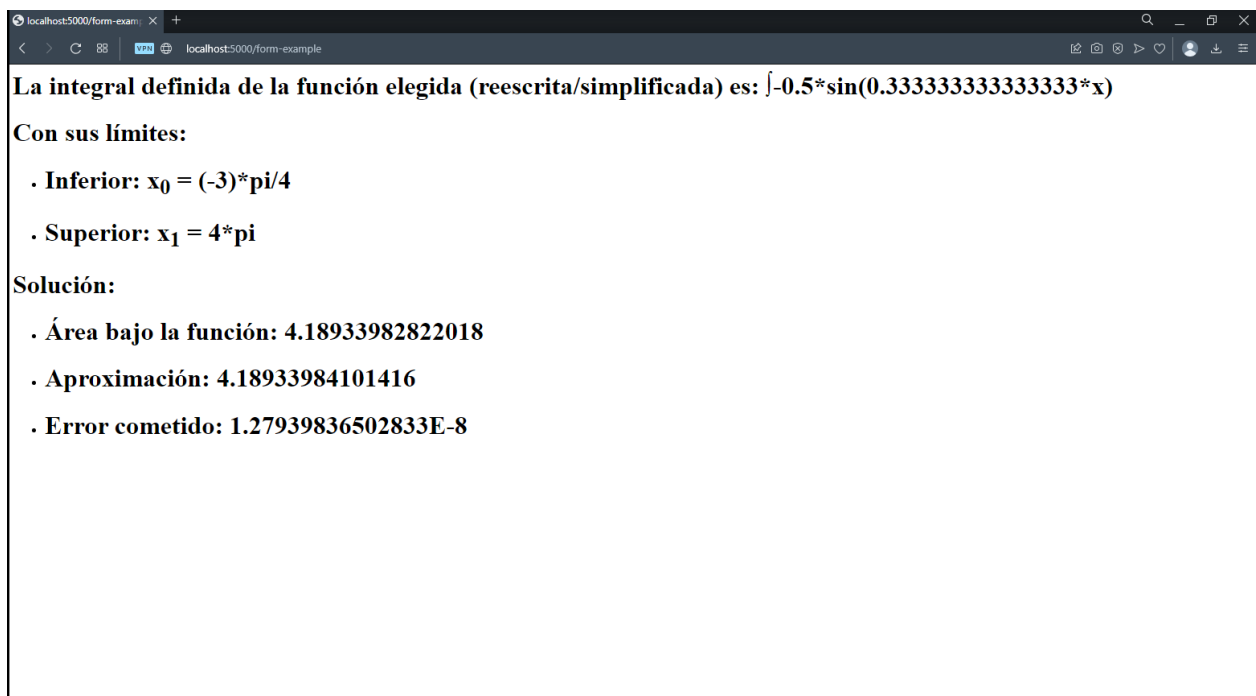 localhost:5000/form-exam
VPN localhost:5000/form-example
La integral definida de la función elegida (reescrita/simplificada) es: ∫-0.5*sin(0.333333333333333*x)
Con sus límites:
• Inferior: x₀ = (-3)*pi/4
• Superior: x₁ = 4*pi
Solución:
• Área bajo la función: 4.18933982822018
• Aproximación: 4.18933984101416
• Error cometido: 1.27939836502833E-8